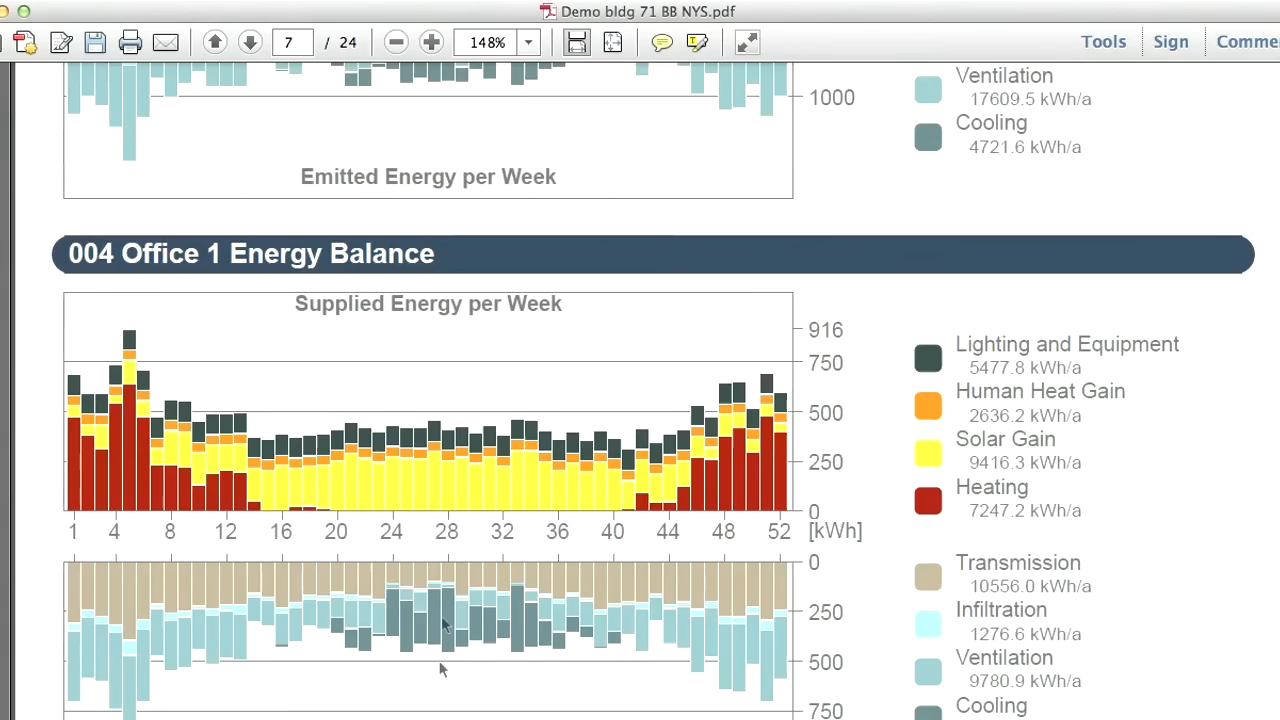 Demo bldg 71 BB NYS.pdf
7 / 24 148% Tools Sign Comme
1000
Ventilation
17609.5 kWh/a
Cooling
4721.6 kWh/a
Emitted Energy per Week
004 Office 1 Energy Balance
Supplied Energy per Week
916
750
500
250
0
1 4 8 12 16 20 24 28 32 36 40 44 48 52 [kWh]
Lighting and Equipment
5477.8 kWh/a
Human Heat Gain
2636.2 kWh/a
Solar Gain
9416.3 kWh/a
Heating
7247.2 kWh/a
0
250
500
750
Transmission
10556.0 kWh/a
Infiltration
1276.6 kWh/a
Ventilation
9780.9 kWh/a
Cooling